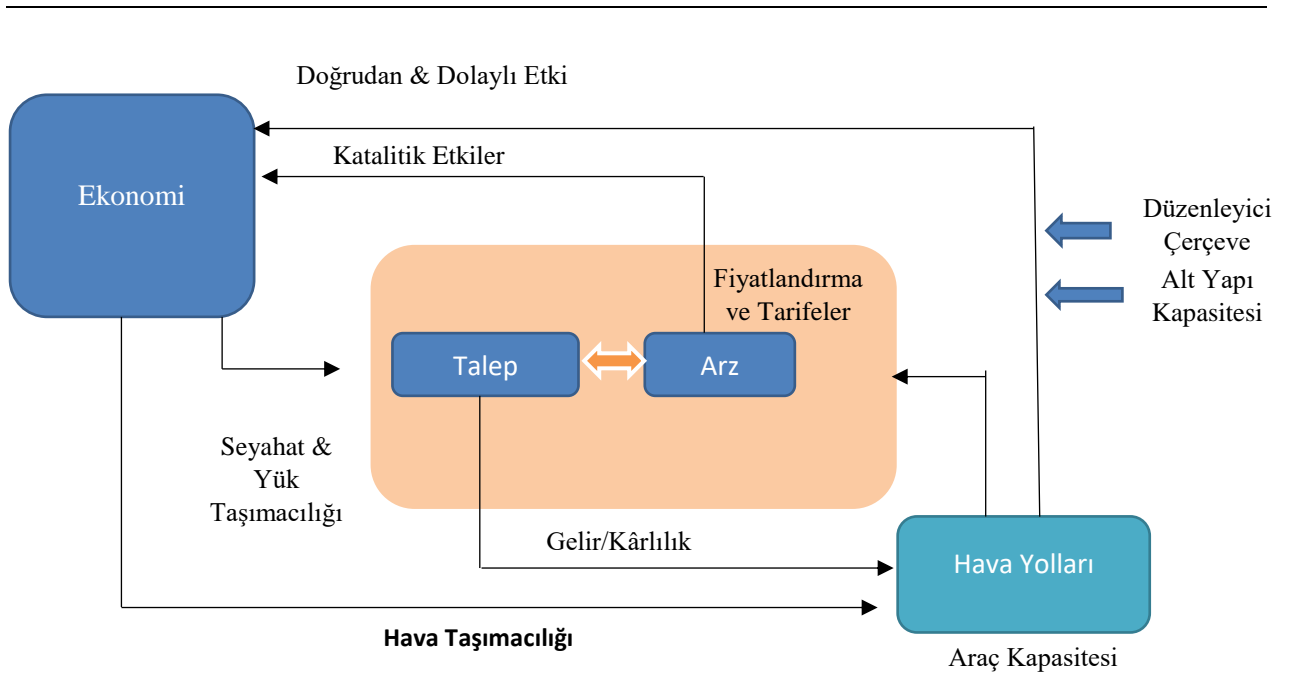 Doğrudan & Dolaylı Etki
Katalitik Etkiler
Ekonomi
Düzenleyici
Çerçeve
Alt Yapı
Kapasitesi
Fiyatlandırma
ve Tarifeler
Talep
Arz
Seyahat &
Yük
Taşımacılığı
Gelir/Kârlılık
Hava Yolları
Hava Taşımacılığı
Araç Kapasitesi